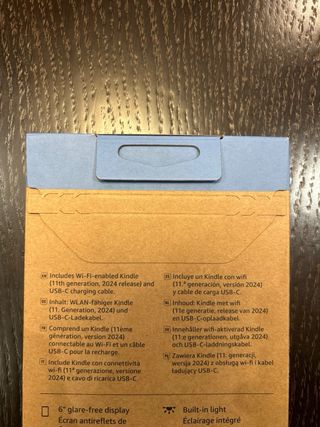 Includes Wi-Fi-enabled Kindle
(11th generation, 2024 release) and
USB-C charging cable.
Inhalt: WLAN-fähiger Kindle
(11. Generation, 2024) und
USB-C-Ladekabel.
Comprend un Kindle (11ème
génération, version 2024)
connectable au Wi-Fi et un câble
USB-C pour la recharge.
Include Kindle con connettività
wi-fi (11ª generazione, versione
2024) e cavo di ricarica USB-C.
Incluye un Kindle con wifi
(11.ª generación, versión 2024)
y cable de carga USB-C.
Inhoud: Kindle met wifi
(11e generatie, release van 2024)
en USB-C-oplaadkabel.
Innehåller wifi-aktiverad Kindle
(11:e generationen, utgåva 2024)
och USB-C-laddningskabel.
Zawiera Kindle (11. generacji,
wersja 2024) z obsługą wi-fi i kabel
ładujący USB-C.
6" glare-free display
Écran antireflets de
Built-in light
Éclairage intégré